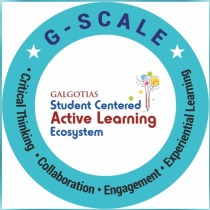 ★ G-SCALE ★
GALGOTIAS
Student Centered
Active Learning
Ecosystem
• Critical Thinking • Collaboration • Engagement • Experiential Learning